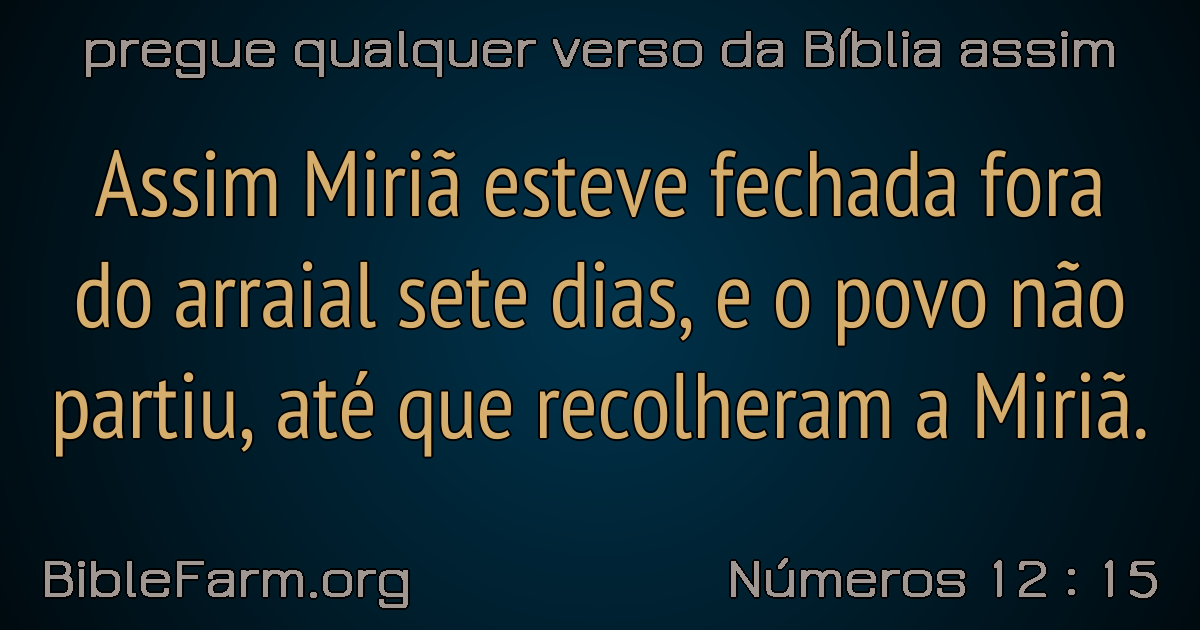 pregue qualquer verso da Bíblia assim
Assim Miriã esteve fechada fora
do arraial sete dias, e o povo não
partiu, até que recolheram a Miriã.
BibleFarm.org
Números 12 : 15